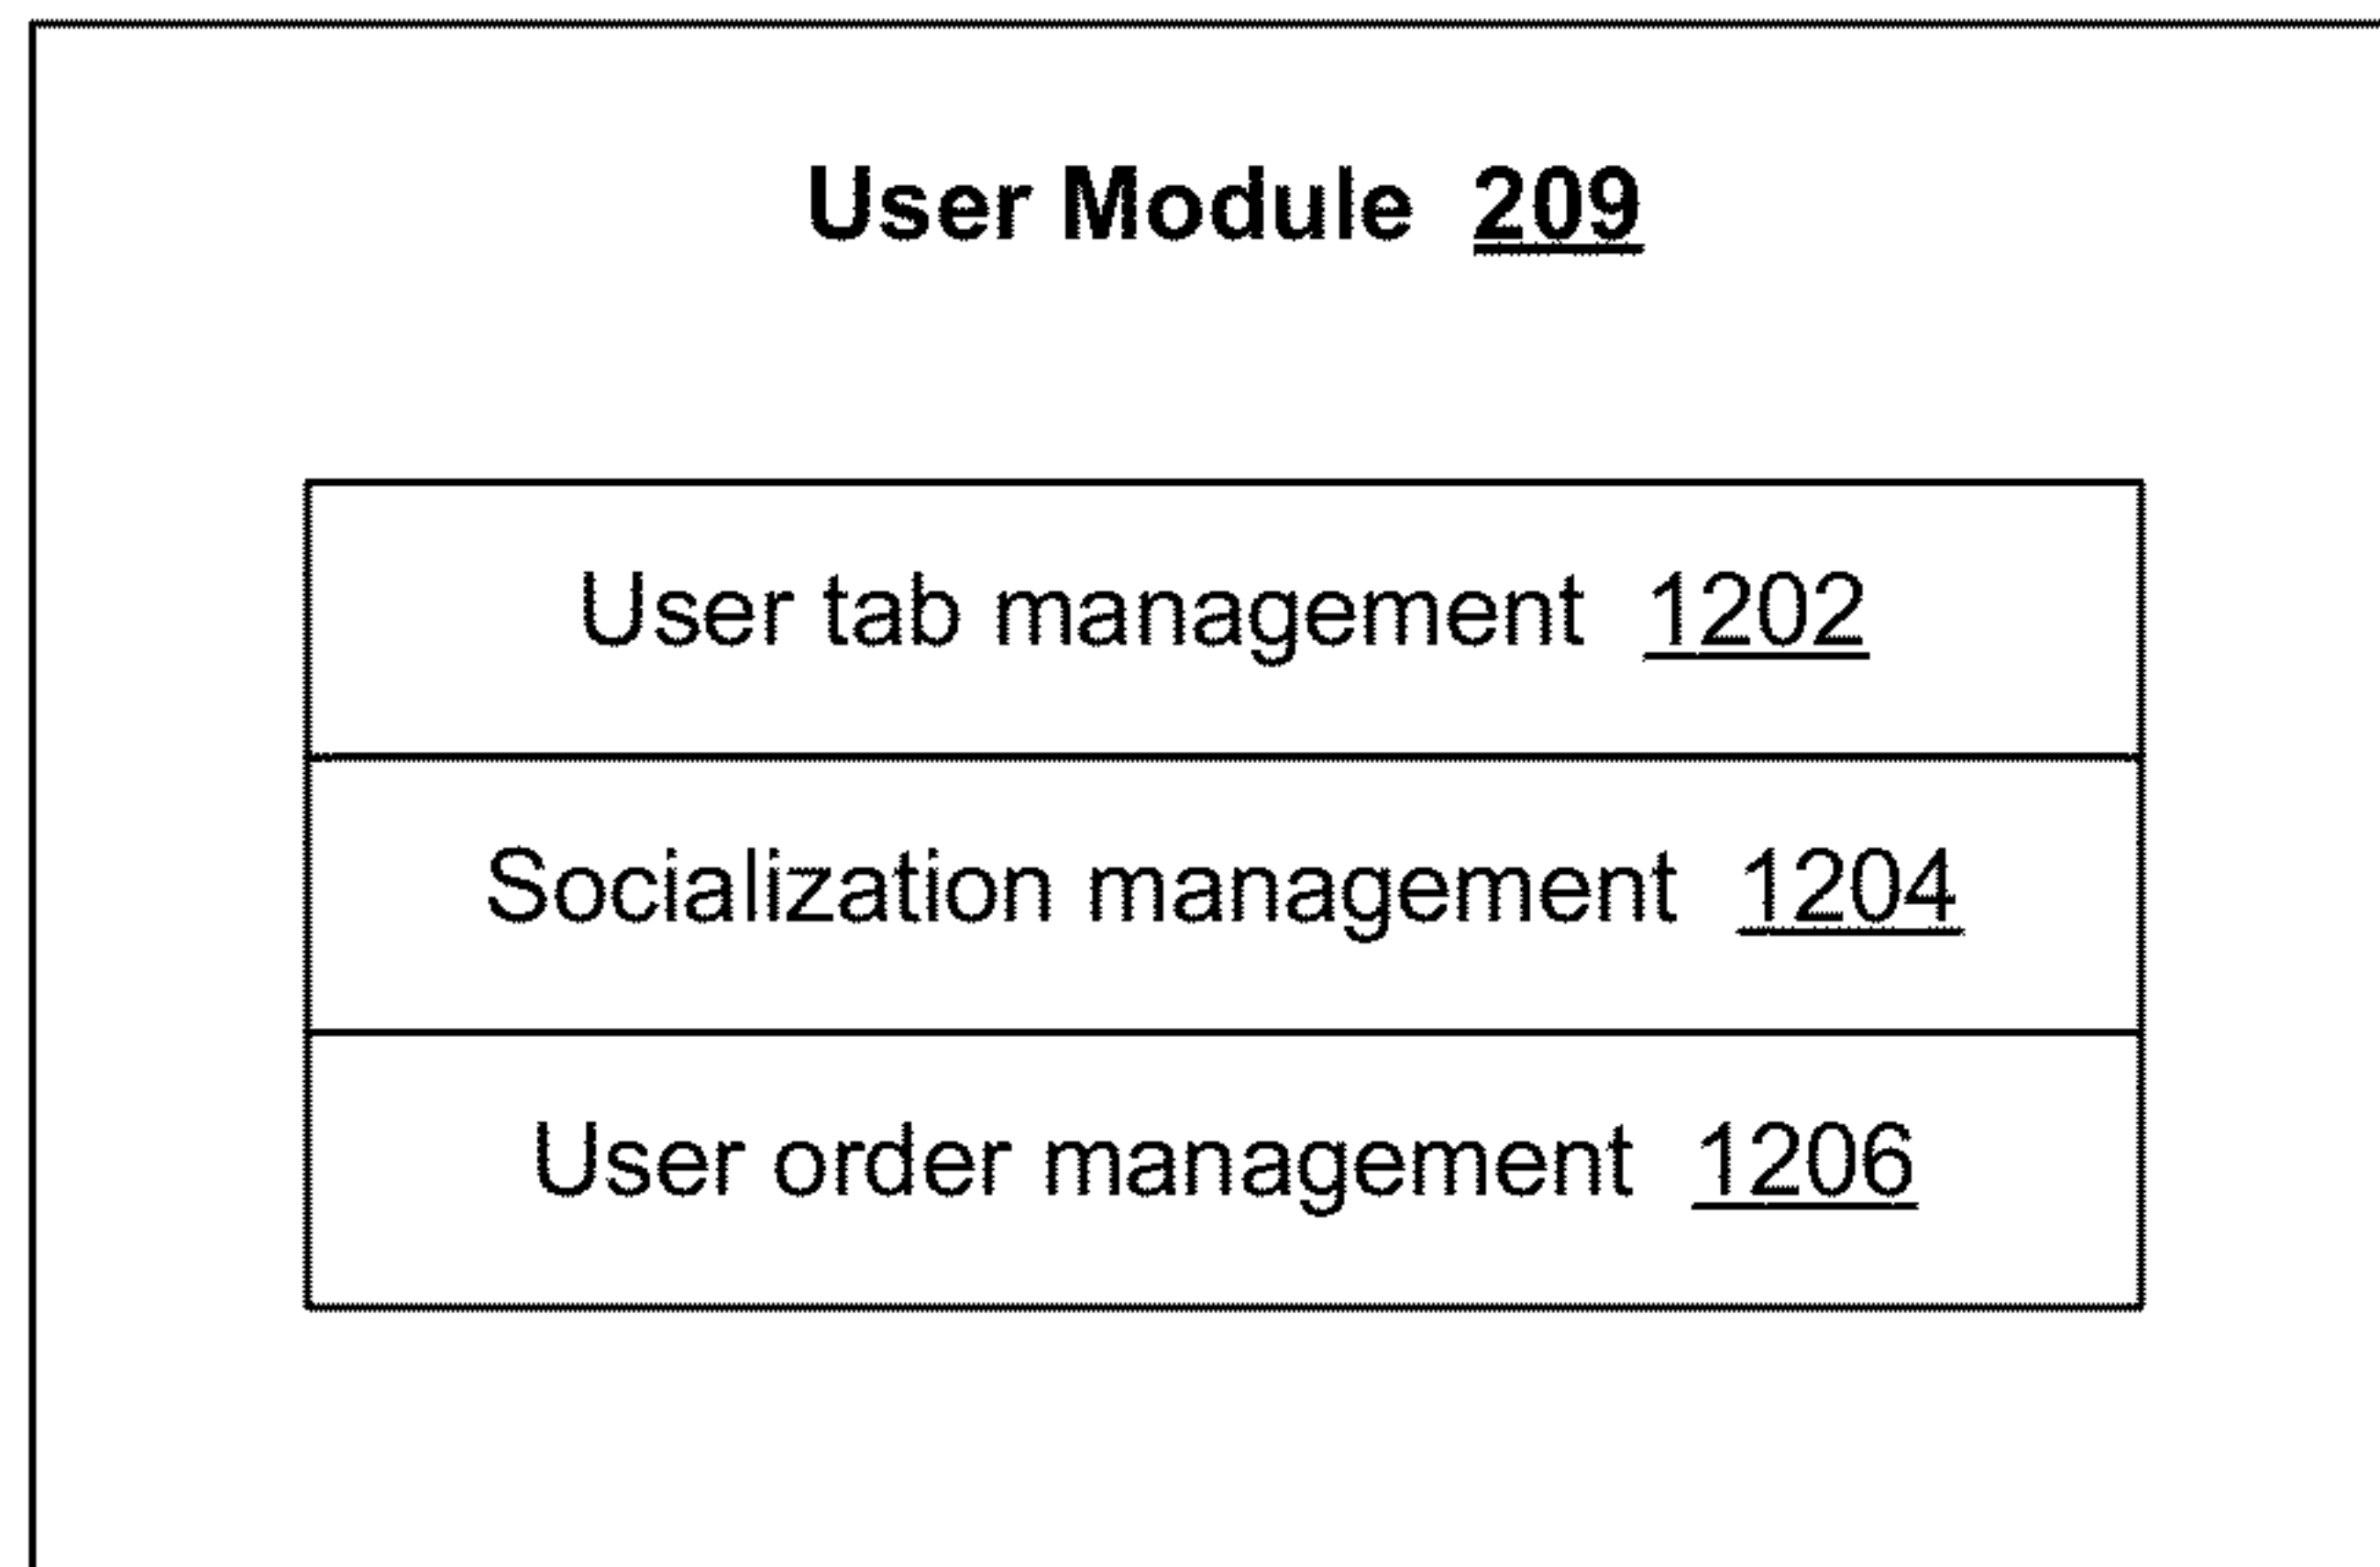 User Module 209
User tab management 1202
Socialization management 1204
User order management 1206